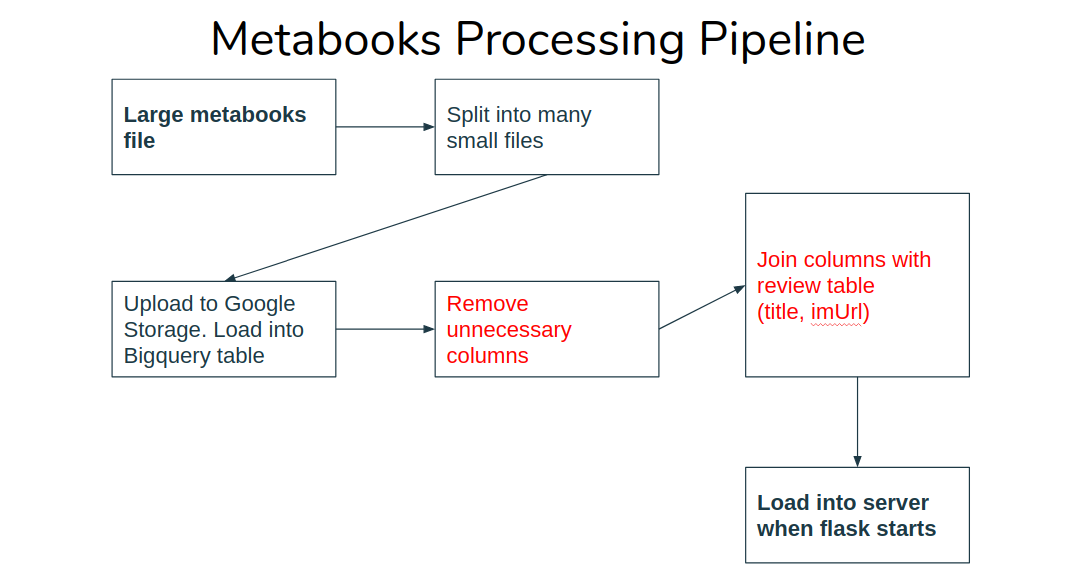 Metabooks Processing Pipeline
Large metabooks
file
Split into many
small files
Upload to Google
Storage. Load into
Bigquery table
Remove
unnecessary
columns
Join columns with
review table
(title, imUrl)
Load into server
when flask starts